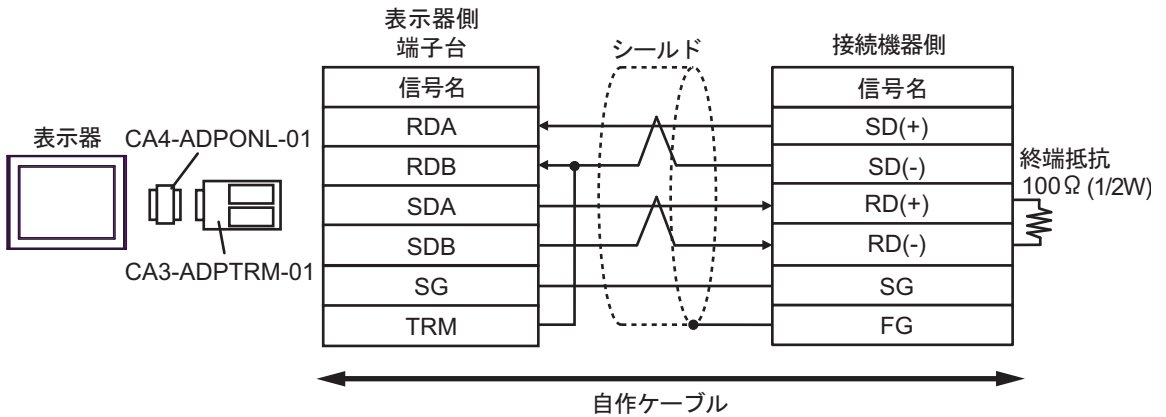 表示器側
端子台
シールド
接続機器側
信号名
信号名
表示器
CA4-ADPONL-01
CA3-ADPTRM-01
RDA
SD(+)
RDB
SD(-)
SDA
RD(+)
SDB
RD(-)
SG
SG
TRM
FG
終端抵抗
100Ω (1/2W)
自作ケーブル